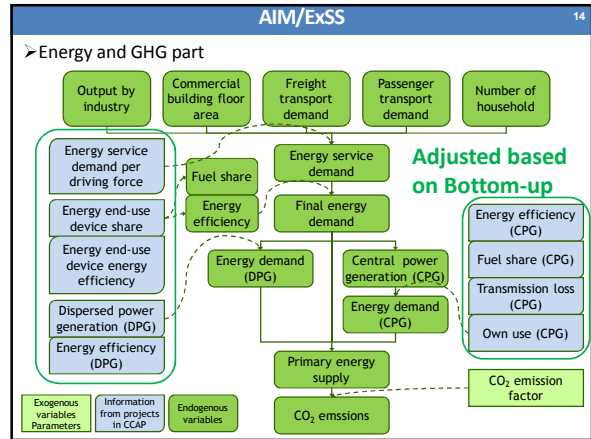 AIM/ExSS
14
➢Energy and GHG part
Output by
industry
Commercial
building floor
area
Freight
transport
demand
Passenger
transport
demand
Number of
household
Energy service
demand per
driving force
Energy end-use
device share
Energy end-use
device energy
efficiency
Dispersed power
generation (DPG)
Energy efficiency
(DPG)
Fuel share
Energy
efficiency
Energy service
demand
Final energy
demand
Energy demand
(DPG)
Central power
generation (CPG)
Energy demand
(CPG)
Primary energy
supply
CO2 emssions
Adjusted based
on Bottom-up
Energy efficiency
(CPG)
Fuel share (CPG)
Transmission loss
(CPG)
Own use (CPG)
CO2 emission
factor
Exogenous
variables
Parameters
Information
from projects
in CCAP
Endogenous
variables